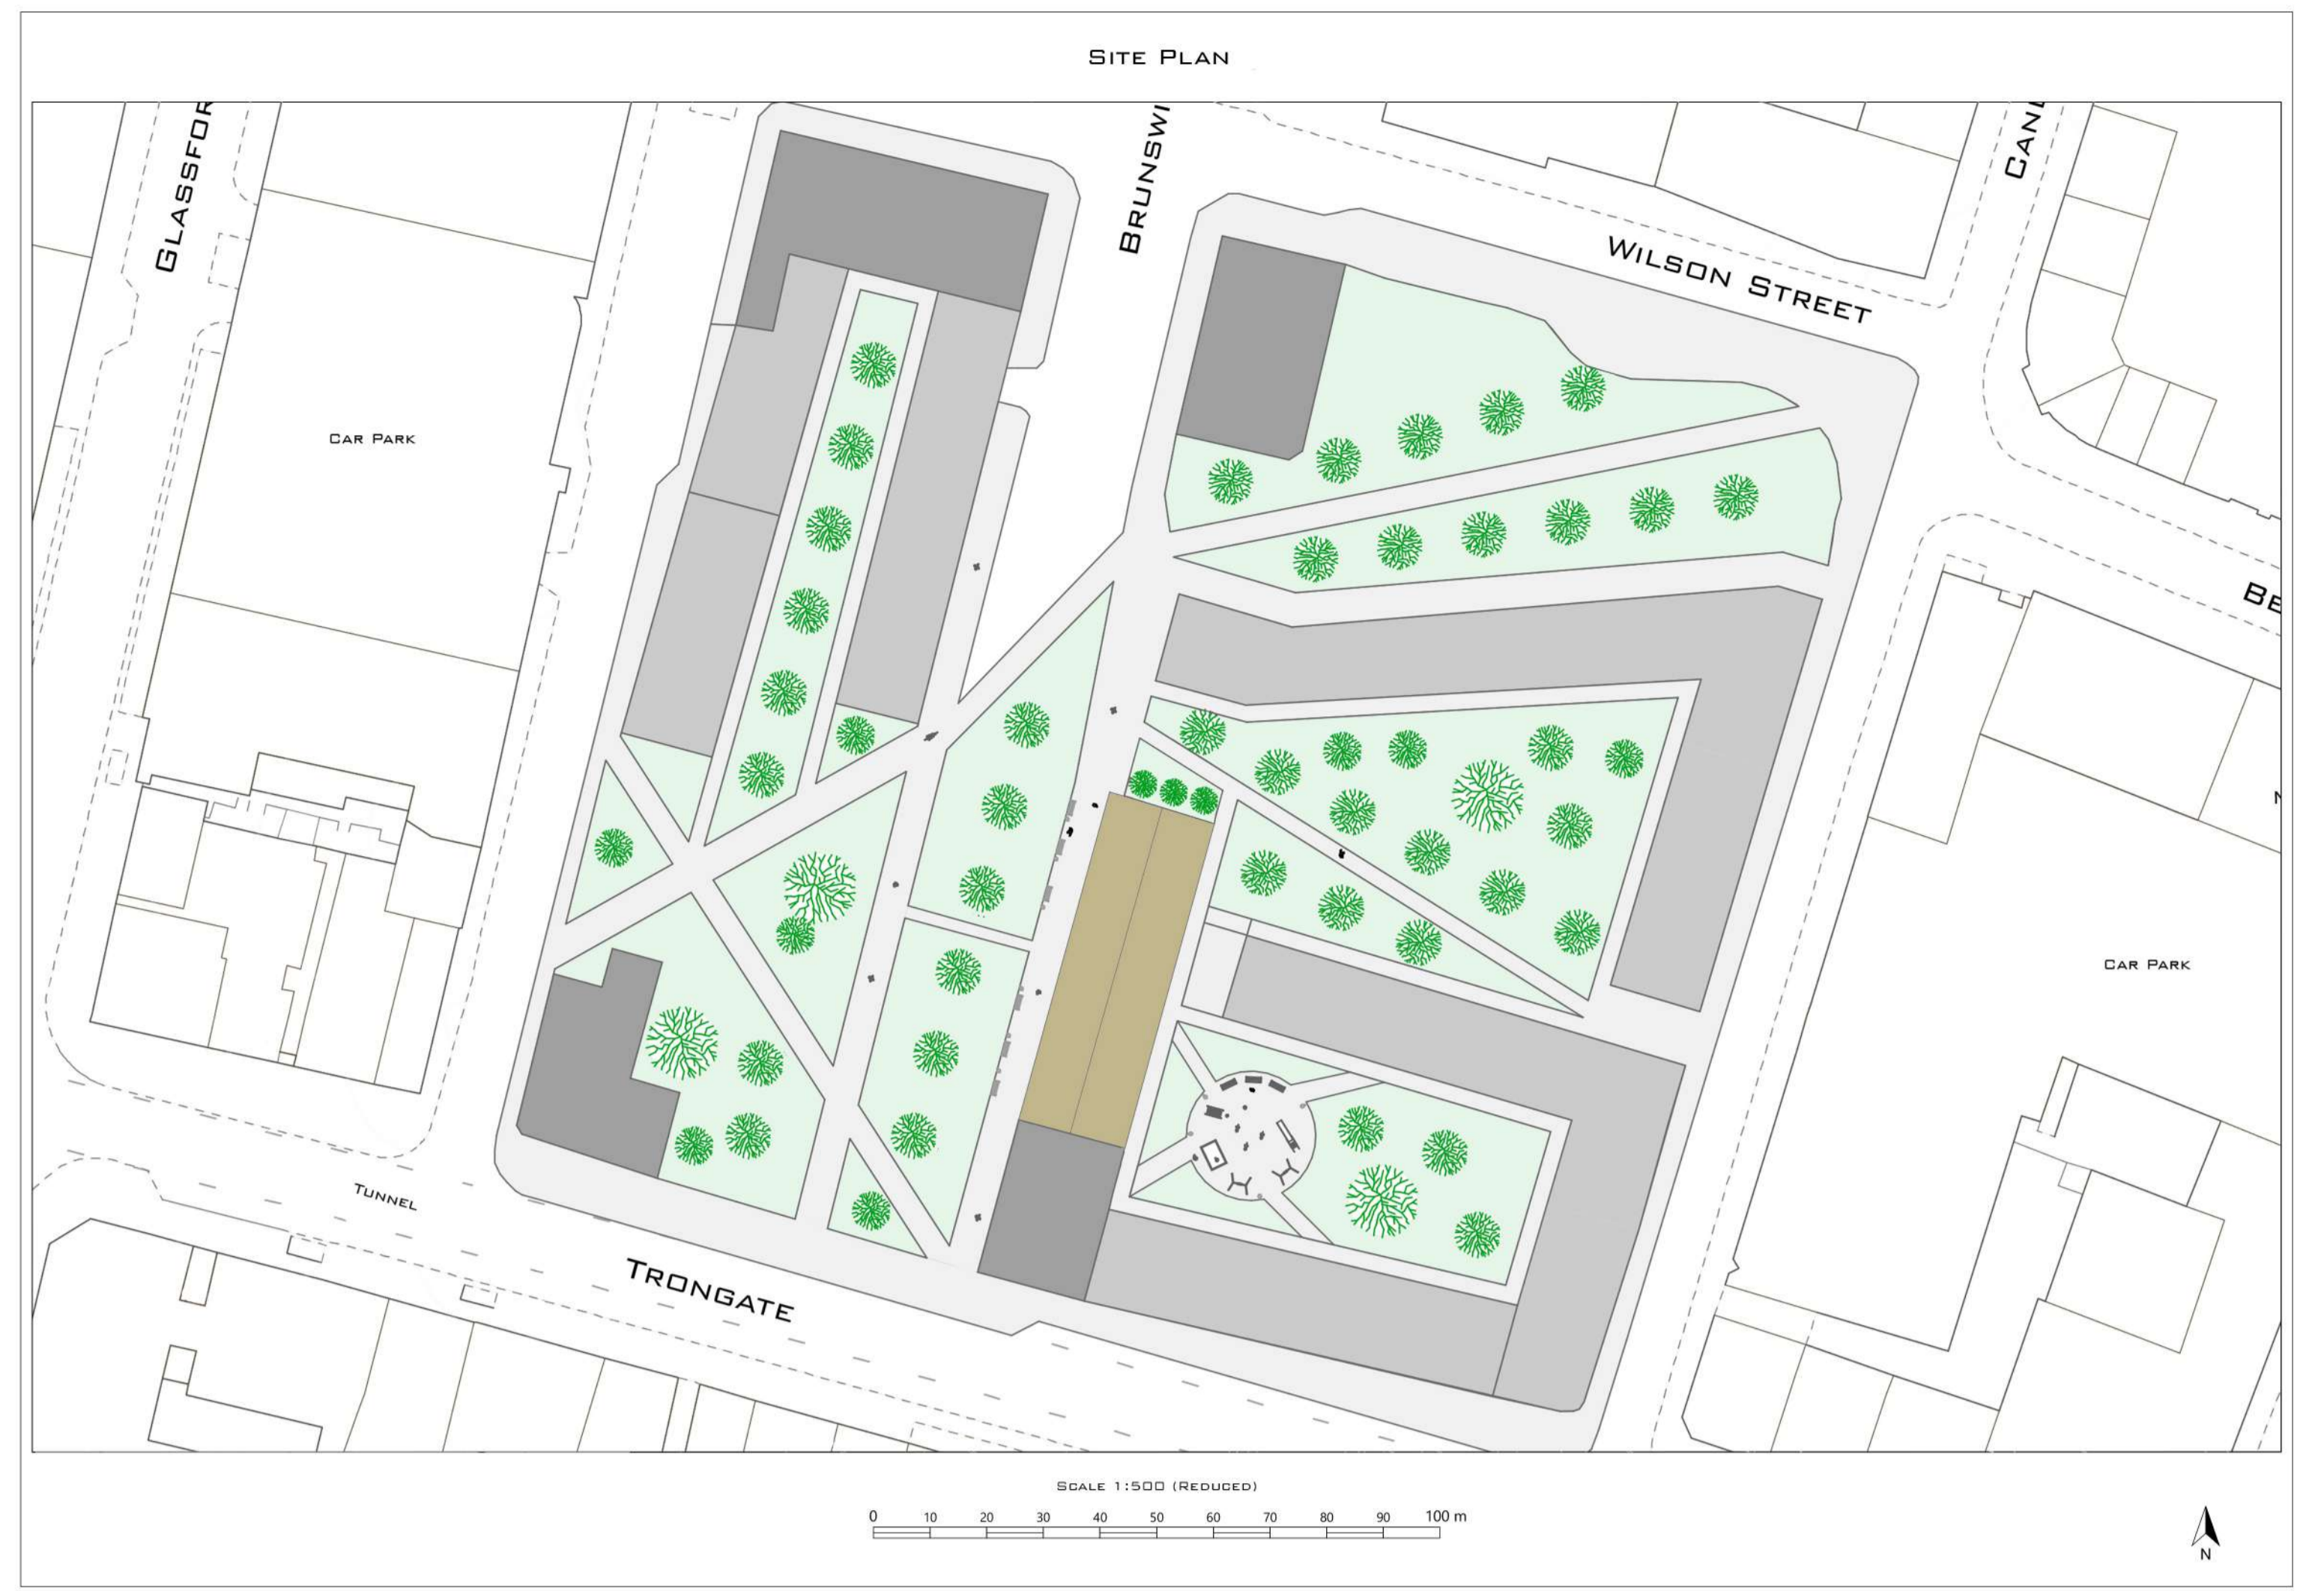 SITE PLAN
GLASSFOR
BRUNSWI
CAND
WILSON STREET
CAR PARK
BE
N
CAR PARK
TUNNEL
TRONGATE
SCALE 1:500 (REDUCED)
0 10 20 30 40 50 60 70 80 90 100 m
N